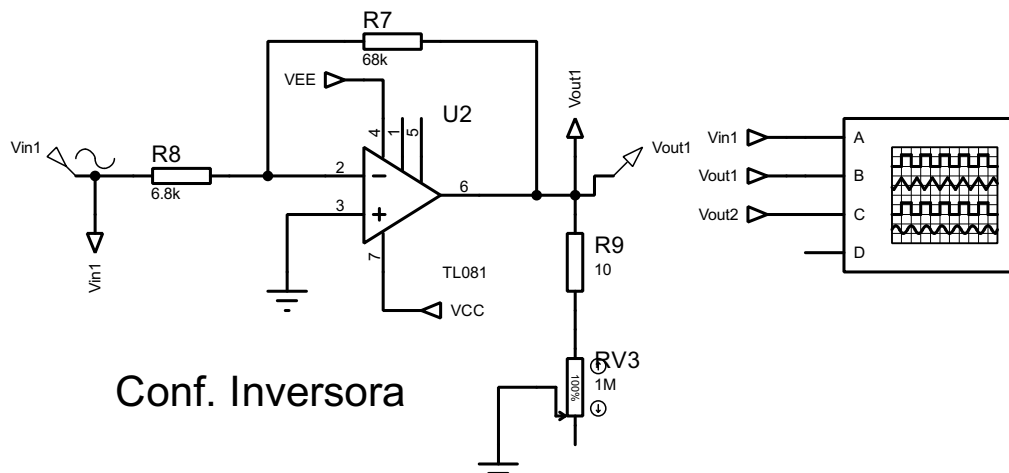 R7
68k
VEE
4
1
5
U2
Vout1
Vin1
R8
6.8k
2
3
6
7
TL081
VCC
Vout1
Vin1
R9
10
RV3
1M
100%
Conf. Inversora
Vin1
A
Vout1
B
Vout2
C
D